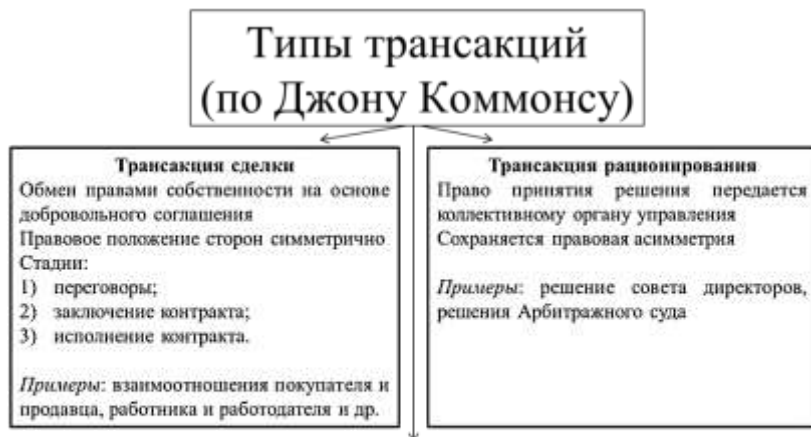 Типы трансакций
(по Джону Коммонсу)
Трансакция сделки
Обмен правами собственности на основе
добровольного соглашения
Правовое положение сторон симметрично
Стадии:
1) переговоры;
2) заключение контракта;
3) исполнение контракта.
Примеры: взаимоотношения покупателя и
продавца, работника и работодателя и др.
Трансакция рационирования
Право принятия решения передается
коллективному органу управления
Сохраняется правовая асимметрия
Примеры: решение совета директоров,
решения Арбитражного суда